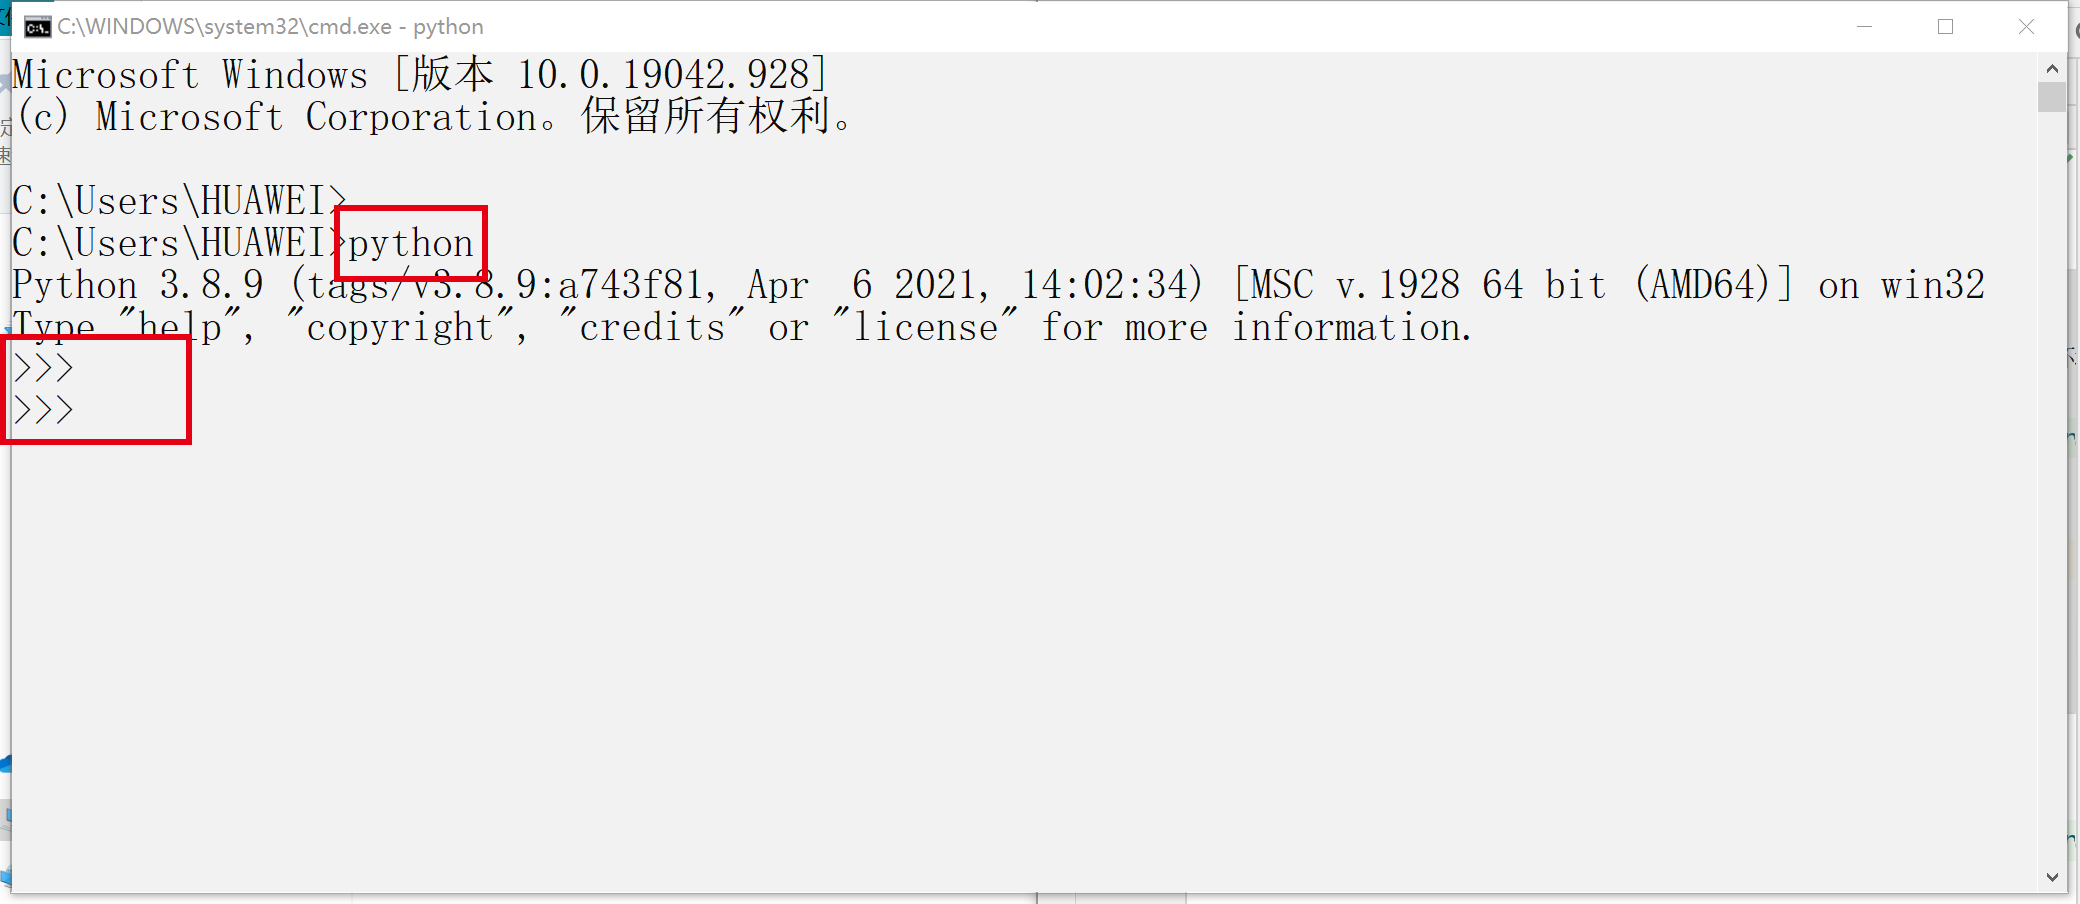 C:\WINDOWS\system32\cmd.exe - python
Microsoft Windows [版本 10.0.19042.928]
(c) Microsoft Corporation。保留所有权利。
C:\Users\HUAWEI>
C:\Users\HUAWEI>python
Python 3.8.9 (tags/v3.8.9:a743f81, Apr  6 2021, 14:02:34) [MSC v.1928 64 bit (AMD64)] on win32
Type "help", "copyright", "credits" or "license" for more information.
>>>
>>>